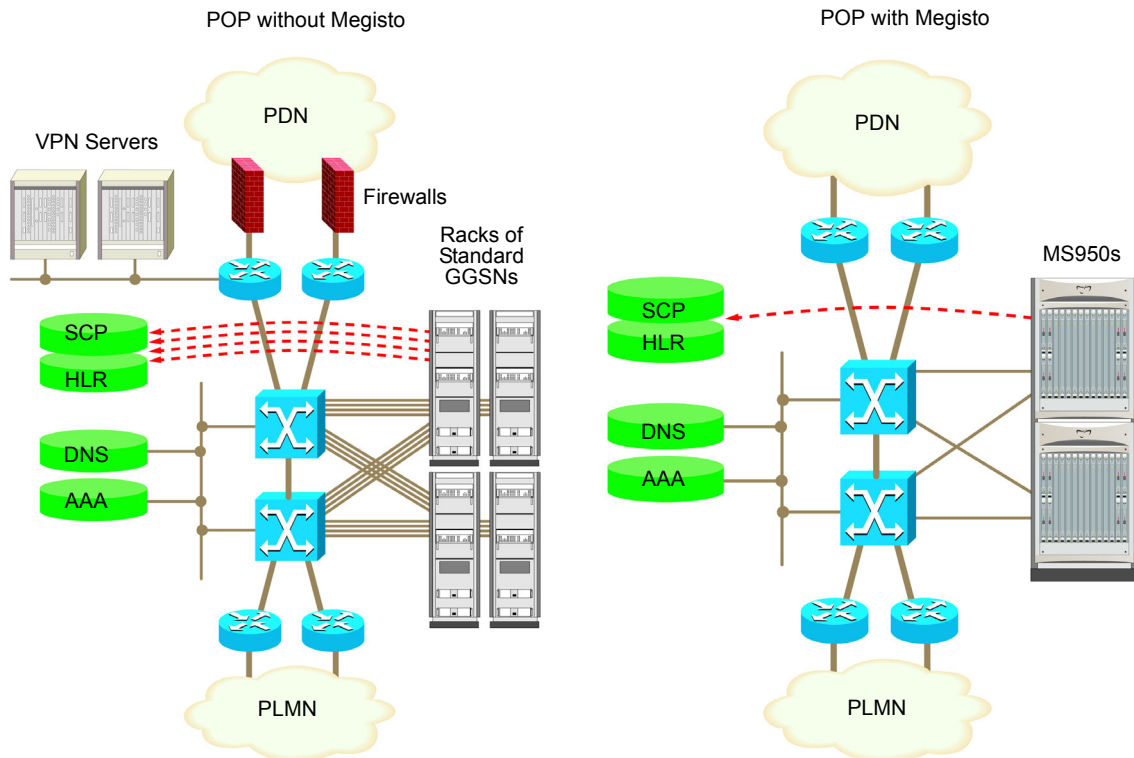 POP without Megisto
PDN
VPN Servers
Firewalls
Racks of
Standard
GGSNs
SCP
HLR
DNS
AAA
PLMN
POP with Megisto
PDN
MS950s
SCP
HLR
DNS
AAA
PLMN